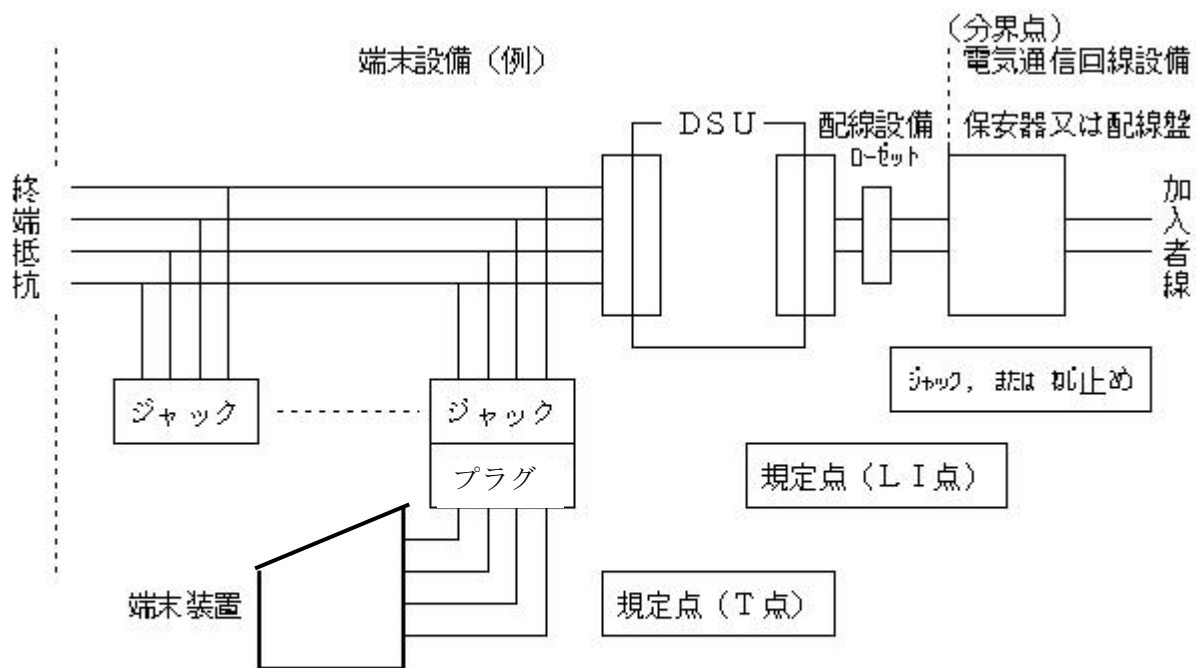 （分界点）
端末設備（例）
電気通信回線設備
ＤＳＵ
配線設備
保安器又は配線盤
ﾛｰｾﾞｯﾄ
終端抵抗
加入者線
ｼﾞｬｯｸ，または ﾈｼﾞ止め
ジャック
ジャック
プラグ
規定点（ＬＩ点）
端末装置
規定点（Ｔ点）